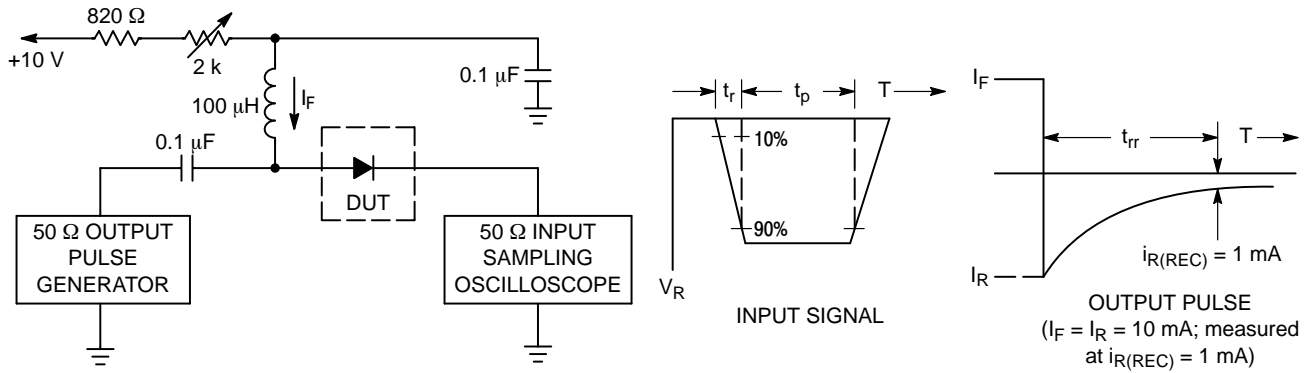 820 Ω
+10 V
2 k
0.1 μF
100 μH
I_F
0.1 μF
DUT
50 Ω OUTPUT
PULSE
GENERATOR
50 Ω INPUT
SAMPLING
OSCILLOSCOPE
t_r
t_p
T
10%
90%
V_R
INPUT SIGNAL
I_F
t_rr
T
i_R(REC) = 1 mA
I_R
OUTPUT PULSE
(I_F = I_R = 10 mA; measured
at i_R(REC) = 1 mA)